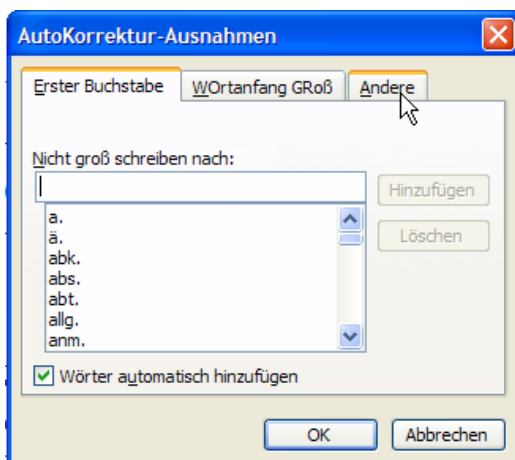 AutoKorrektur-Ausnahmen
Erster Buchstabe WOrtanfang GRoß Andere
Nicht groß schreiben nach:
Hinzufügen
a.
Löschen
ä.
abk.
abs.
abt.
allg.
anm.
Wörter automatisch hinzufügen
OK Abbrechen